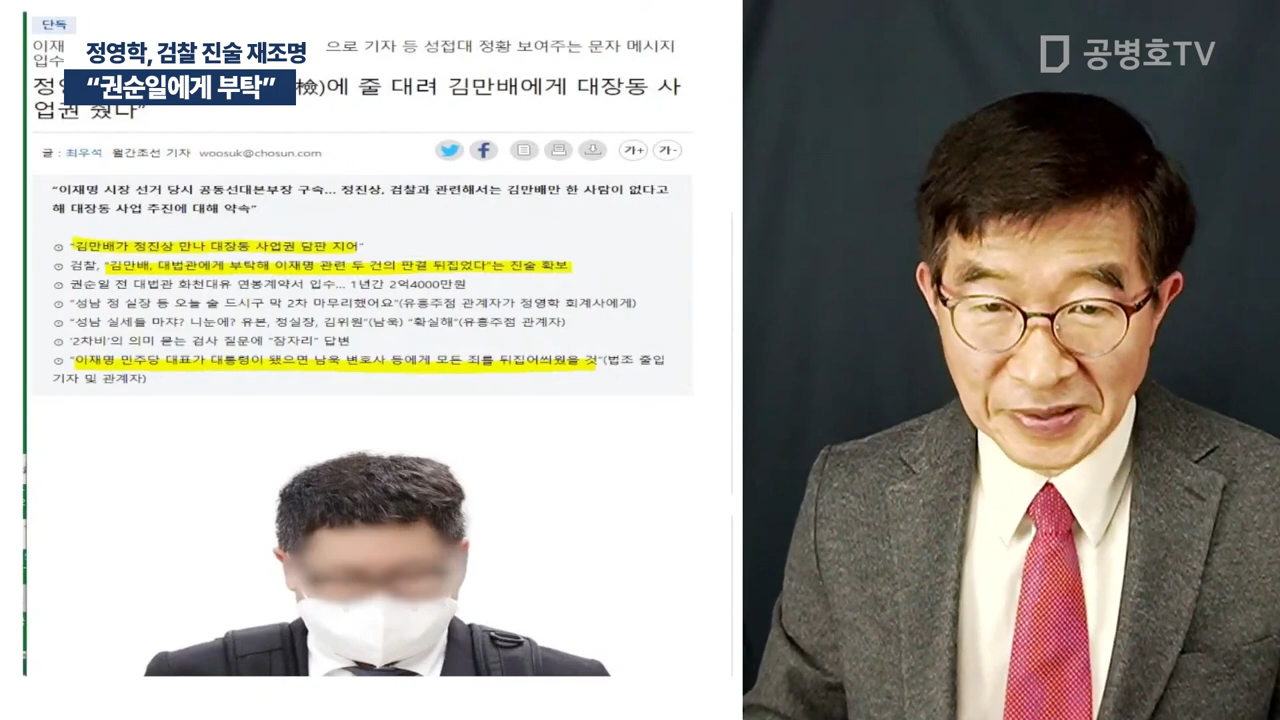 단독
이재 으로 기자 등 성접대 정황 보여주는 문자 메시지
입수
정영학, 검찰 진술 재조명
“권순일에게 부탁”
檢)에 줄 대려 김만배에게 대장동 사
업권 줬다”
공병호TV
글 : 최우석 월간조선 기자 woosuk@chosun.com
가+ 가-
“이재명 시장 선거 당시 공동선대본부장 구속... 정진상, 검찰과 관련해서는 김만배만 한 사람이 없다고
해 대장동 사업 추진에 대해 약속”
⊙ “김만배가 정진상 만나 대장동 사업권 담판 지어”
⊙ 검찰, “김만배, 대법관에게 부탁해 이재명 관련 두 건의 판결 뒤집었다”는 진술 확보
⊙ 권순일 전 대법관 화천대유 연봉계약서 입수... 1년간 2억4000만원
⊙ “성남 정 실장 등 오늘 술 드시구 막 2차 마무리했어요”(유흥주점 관계자가 정영학 회계사에게)
⊙ “성남 실세들 마쟈? 니눈에? 유본, 정실장, 김위원”(남욱) “확실해”(유흥주점 관계자)
⊙ ‘2차비’의 의미 묻는 검사 질문에 “잠자리” 답변
⊙ “이재명 민주당 대표가 대통령이 됐으면 남욱 변호사 등에게 모든 죄를 뒤집어씌웠을 것”(법조 출입
기자 및 관계자)